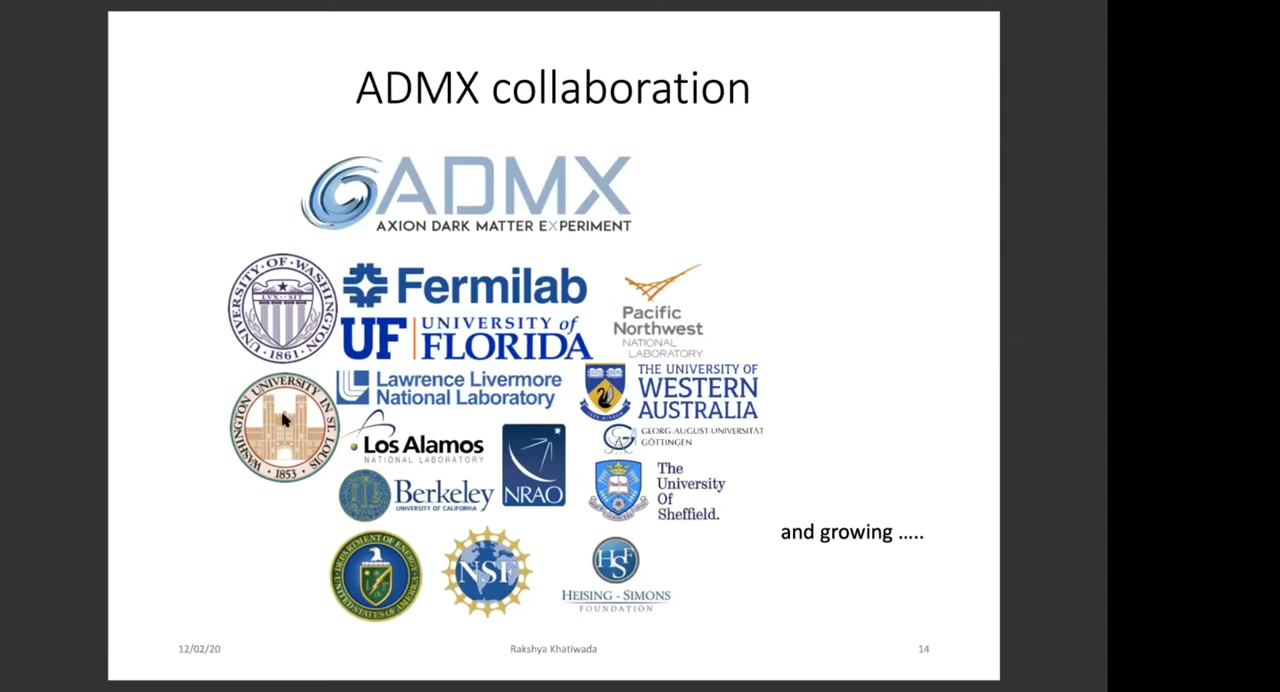 ADMX collaboration
ADMX
AXION DARK MATTER EXPERIMENT
UNIVERSITY OF WASHINGTON
LVX SIT
1861
Fermilab
UF UNIVERSITY of
FLORIDA
Pacific
Northwest
NATIONAL
LABORATORY
Lawrence Livermore
National Laboratory
THE UNIVERSITY OF
WESTERN
AUSTRALIA
WASHINGTON UNIVERSITY IN ST. LOUIS
1853
Los Alamos
NATIONAL LABORATORY
NRAO
GEORG-AUGUST-UNIVERSITÄT
GÖTTINGEN
Berkeley
UNIVERSITY OF CALIFORNIA
The
University
Of
Sheffield.
and growing .....
DEPARTMENT OF ENERGY
UNITED STATES OF AMERICA
NSF
HSF
HEISING - SIMONS
FOUNDATION
12/02/20
Rakshya Khatiwada
14